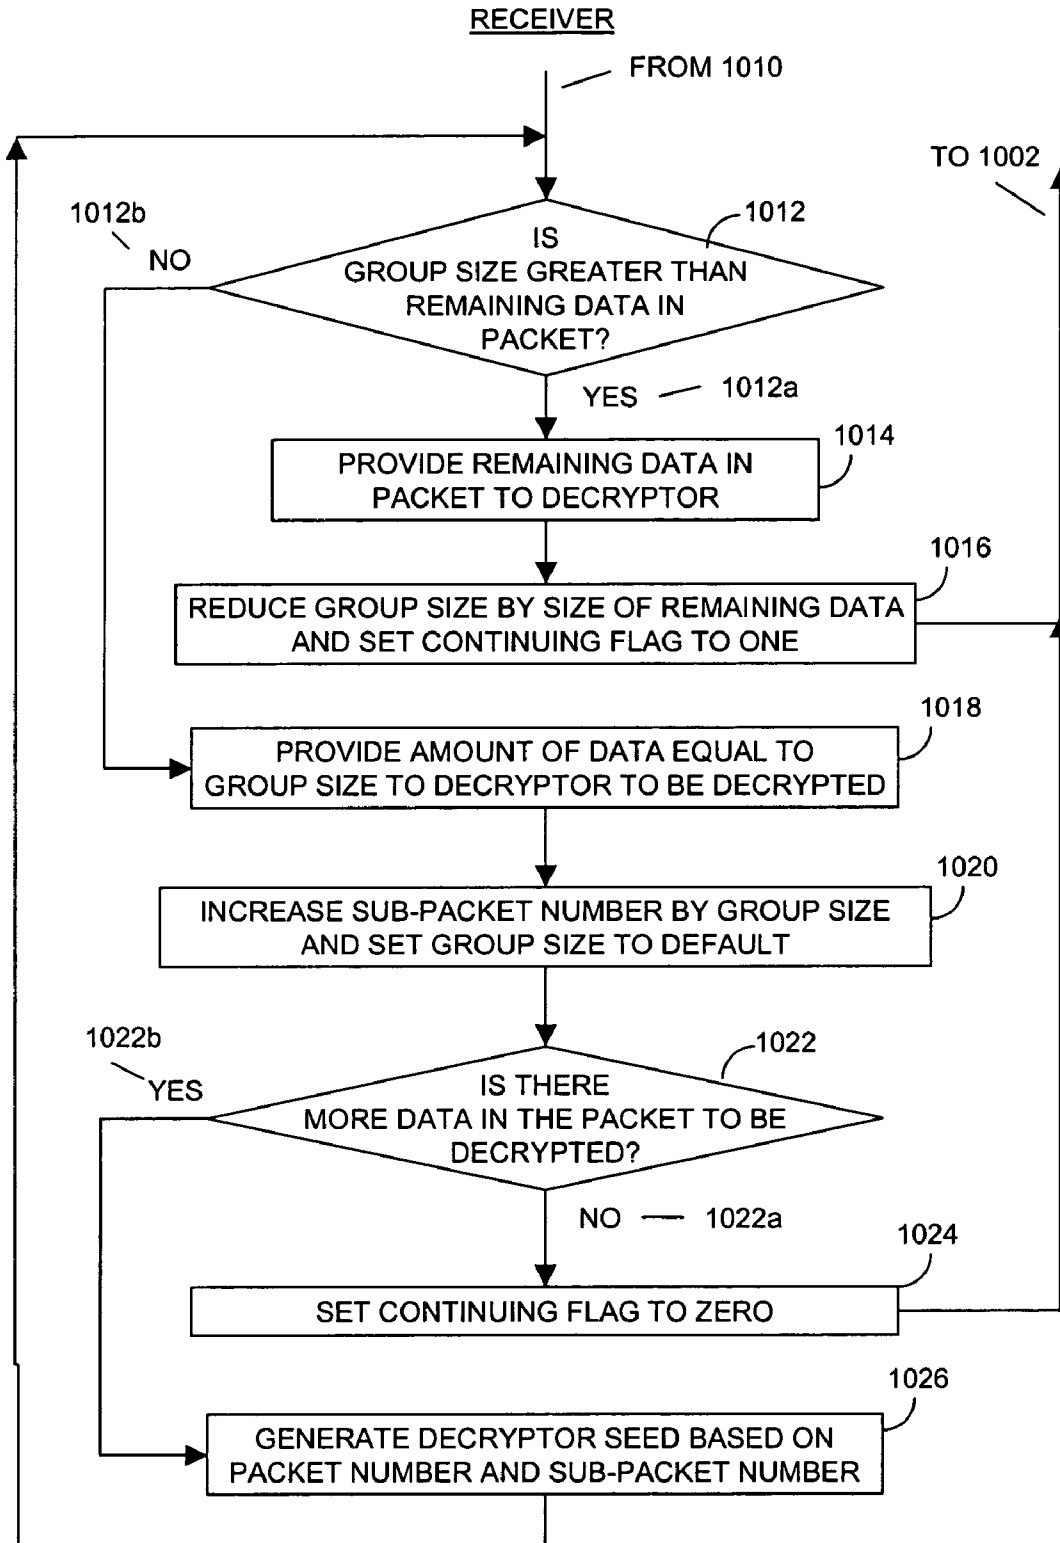 RECEIVER
FROM 1010
TO 1002
1012b
NO
1012
IS
GROUP SIZE GREATER THAN
REMAINING DATA IN
PACKET?
YES
1012a
1014
PROVIDE REMAINING DATA IN
PACKET TO DECRYPTOR
1016
REDUCE GROUP SIZE BY SIZE OF REMAINING DATA
AND SET CONTINUING FLAG TO ONE
1018
PROVIDE AMOUNT OF DATA EQUAL TO
GROUP SIZE TO DECRYPTOR TO BE DECRYPTED
1020
INCREASE SUB-PACKET NUMBER BY GROUP SIZE
AND SET GROUP SIZE TO DEFAULT
1022b
YES
1022
IS THERE
MORE DATA IN THE PACKET TO BE
DECRYPTED?
NO
1022a
1024
SET CONTINUING FLAG TO ZERO
1026
GENERATE DECRYPTOR SEED BASED ON
PACKET NUMBER AND SUB-PACKET NUMBER